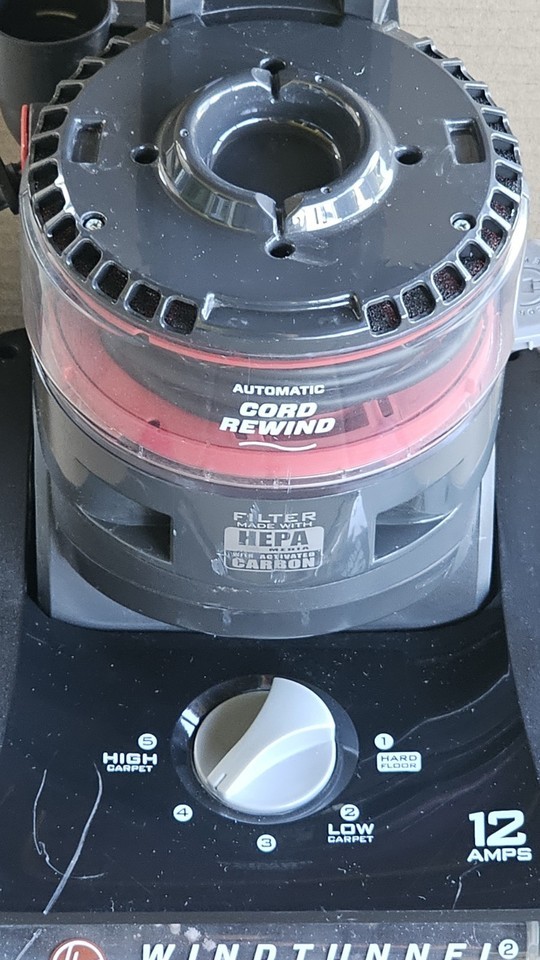 AUTOMATIC
CORD
REWIND
FILTER
MADE WITH
HEPA
MEDIA
WITH ACTIVATED
CARBON
5
HIGH
CARPET
1
HARD
FLOOR
4
2
LOW
CARPET
3
12
AMPS
WINDTUNNEL 2